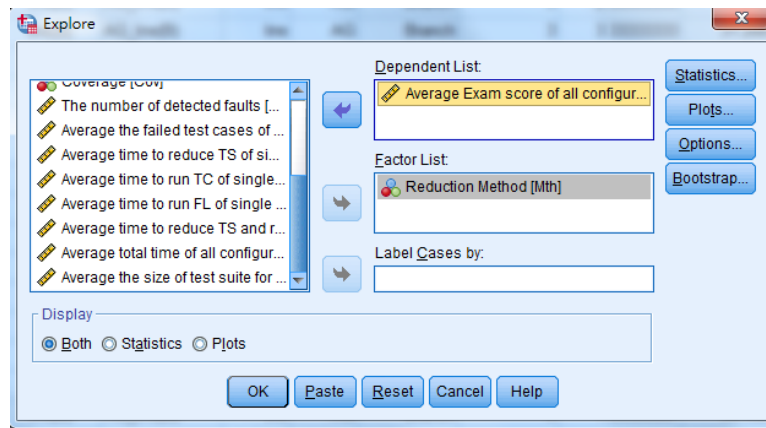 Explore
Dependent List:
Coverage [Cov]
The number of detected faults [...
Average the failed test cases of ...
Average time to reduce TS of si...
Average time to run TC of single...
Average time to run FL of single ...
Average time to reduce TS and r...
Average total time of all configur...
Average the size of test suite for ...
Average Exam score of all configur...
Factor List:
Reduction Method [Mth]
Label Cases by:
Statistics...
Plots...
Options...
Bootstrap...
Display
Both
Statistics
Plots
OK
Paste
Reset
Cancel
Help